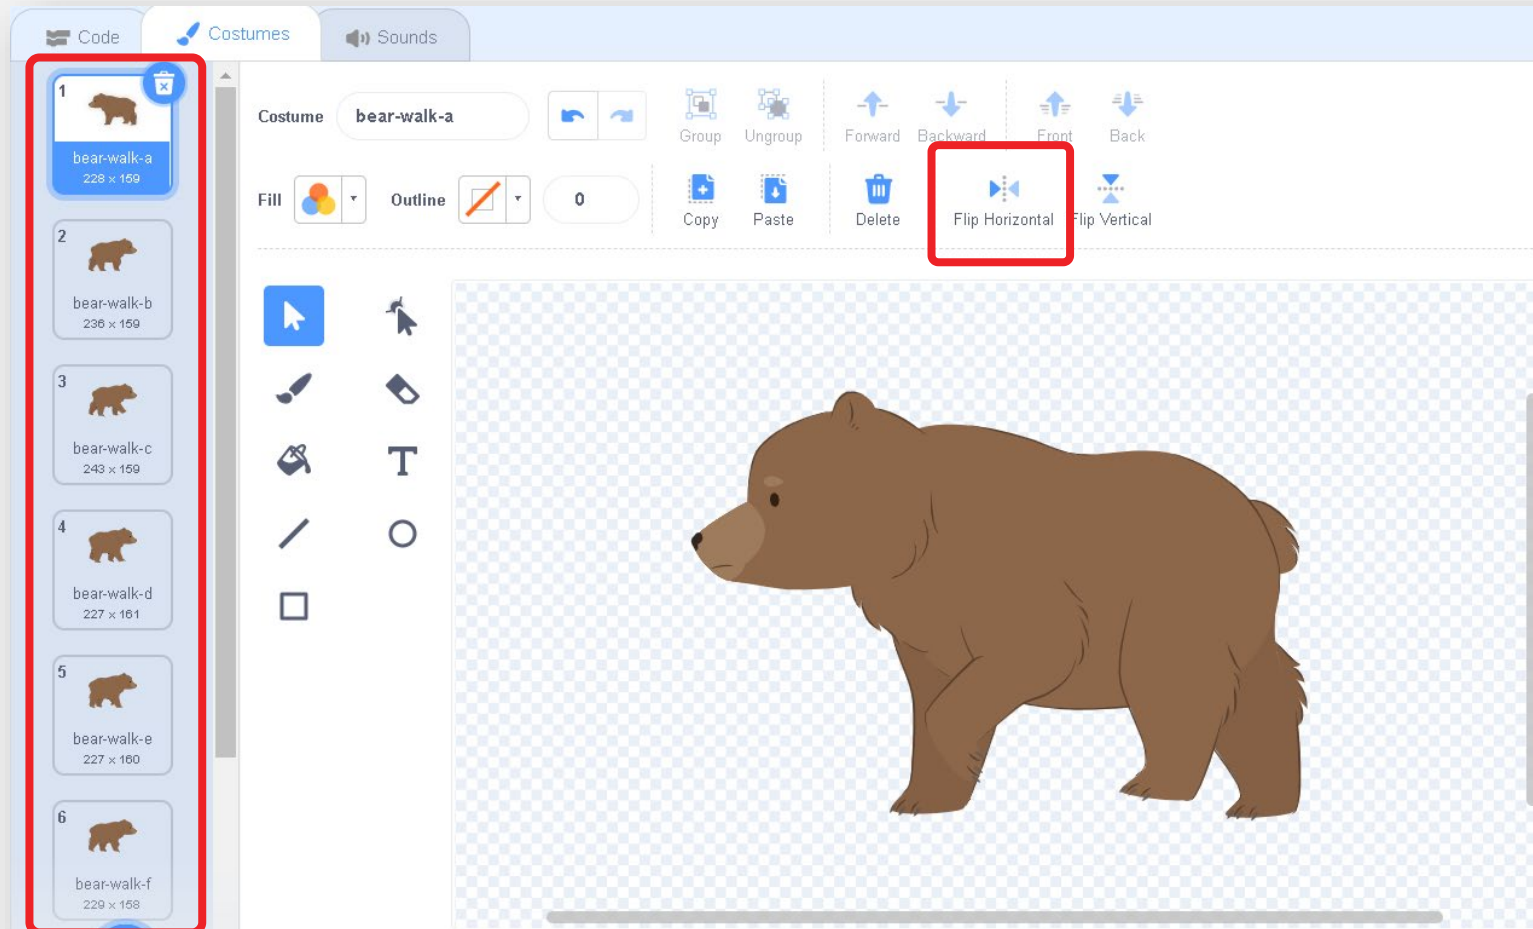 Code
Costumes
Sounds
1
bear-walk-a
228 × 159
2
bear-walk-b
236 × 159
3
bear-walk-c
243 × 159
4
bear-walk-d
227 × 161
5
bear-walk-e
227 × 160
6
bear-walk-f
229 × 158
Costume bear-walk-a
Group Ungroup Forward Backward Front Back
Fill Outline 0
Copy Paste Delete Flip Horizontal Flip Vertical
T